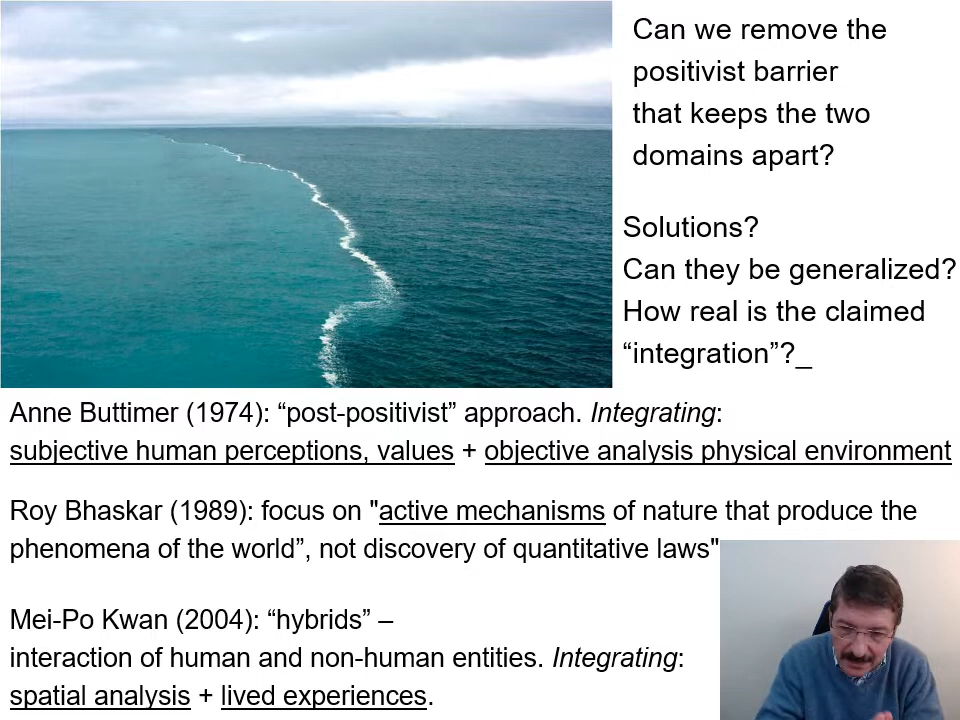 Can we remove the
positivist barrier
that keeps the two
domains apart?
Solutions?
Can they be generalized?
How real is the claimed
“integration”?_
Anne Buttimer (1974): “post-positivist” approach. Integrating:
subjective human perceptions, values + objective analysis physical environment
Roy Bhaskar (1989): focus on "active mechanisms of nature that produce the
phenomena of the world”, not discovery of quantitative laws"
Mei-Po Kwan (2004): “hybrids” –
interaction of human and non-human entities. Integrating:
spatial analysis + lived experiences.